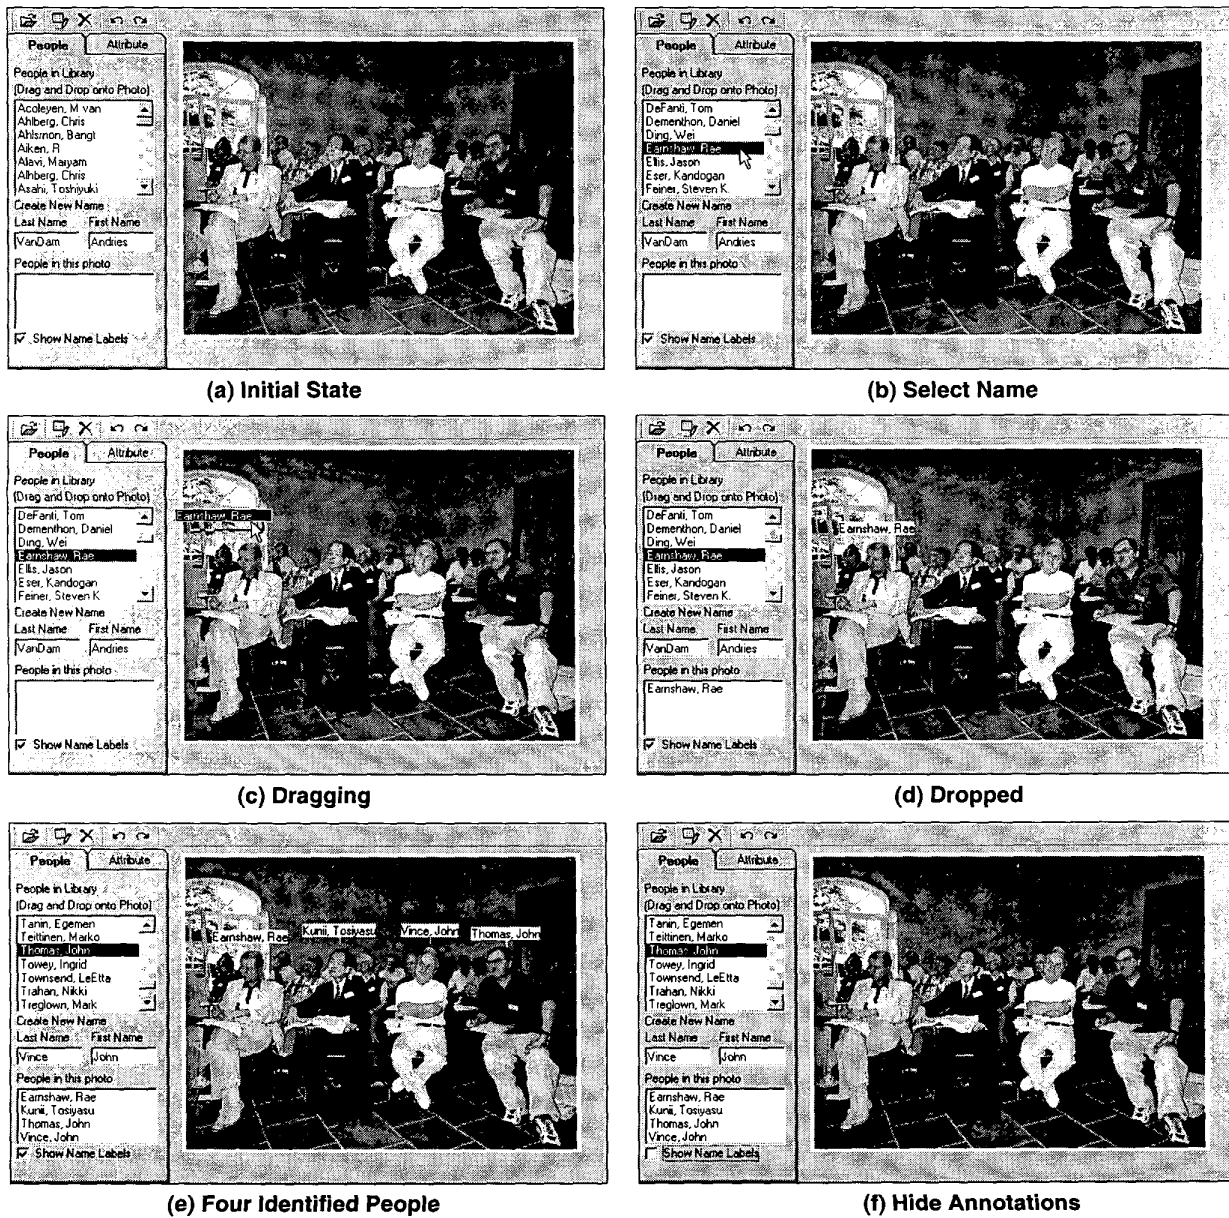 People Attribute
People in Library
(Drag and Drop onto Photo)
Acoleyen, M van
Ahlberg, Chris
Ahlsmon, Bangt
Aiken, R
Alavi, Maryam
Alhberg, Chris
Asahi, Toshiyuki
Create New Name
Last Name First Name
VanDam Andries
People in this photo
Show Name Labels
(a) Initial State
People Attribute
People in Library
(Drag and Drop onto Photo)
DeFanti, Tom
Dementhon, Daniel
Ding, Wei
Earnshaw, Rae
Ellis, Jason
Eser, Kandogan
Feiner, Steven K.
Create New Name
Last Name First Name
VanDam Andries
People in this photo
Show Name Labels
(b) Select Name
People Attribute
People in Library
(Drag and Drop onto Photo)
DeFanti, Tom
Dementhon, Daniel
Ding, Wei
Earnshaw, Rae
Ellis, Jason
Eser, Kandogan
Feiner, Steven K.
Create New Name
Last Name First Name
VanDam Andries
People in this photo
Show Name Labels
Earnshaw, Rae
(c) Dragging
People Attribute
People in Library
(Drag and Drop onto Photo)
DeFanti, Tom
Dementhon, Daniel
Ding, Wei
Earnshaw, Rae
Ellis, Jason
Eser, Kandogan
Feiner, Steven K.
Create New Name
Last Name First Name
VanDam Andries
People in this photo
Earnshaw, Rae
Show Name Labels
Earnshaw, Rae
(d) Dropped
People Attribute
People in Library
(Drag and Drop onto Photo)
Tanin, Egemen
Teittinen, Marko
Thomas, John
Towey, Ingrid
Townsend, LeEtta
Trahan, Nikki
Treglown, Mark
Create New Name
Last Name First Name
Vince John
People in this photo
Earnshaw, Rae
Kunii, Tosiyasu
Thomas, John
Vince, John
Show Name Labels
Earnshaw, Rae Kunii, Tosiyasu Vince, John Thomas, John
(e) Four Identified People
People Attribute
People in Library
(Drag and Drop onto Photo)
Tanin, Egemen
Teittinen, Marko
Thomas, John
Towey, Ingrid
Townsend, LeEtta
Trahan, Nikki
Treglown, Mark
Create New Name
Last Name First Name
Vince John
People in this photo
Earnshaw, Rae
Kunii, Tosiyasu
Thomas, John
Vince, John
Show Name Labels
(f) Hide Annotations